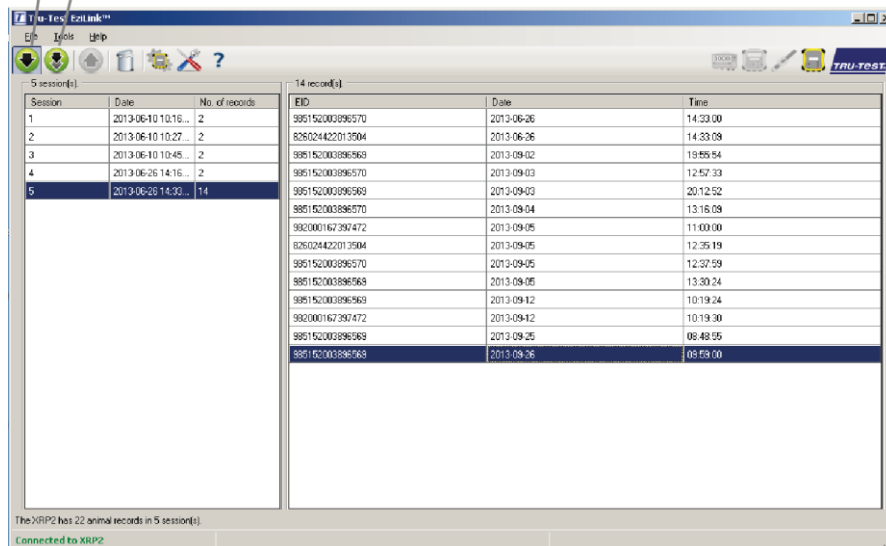 Tru-Test EziLink™
File Tools Help
?
TRU-TEST
5 session(s).
Session Date No. of records
1 2013-06-10 10:16... 2
2 2013-06-10 10:27... 2
3 2013-06-10 10:45... 2
4 2013-06-26 14:16... 2
5 2013-06-26 14:33... 14
14 record(s).
EID Date Time
985152003896570 2013-06-26 14:33:00
826024422013504 2013-06-26 14:33:09
985152003896569 2013-09-02 19:55:54
985152003896570 2013-09-03 12:57:33
985152003896569 2013-09-03 20:12:52
985152003896570 2013-09-04 13:16:09
982000167397472 2013-09-05 11:00:00
826024422013504 2013-09-05 12:35:19
985152003896570 2013-09-05 12:37:59
985152003896569 2013-09-05 13:30:24
985152003896569 2013-09-12 10:19:24
982000167397472 2013-09-12 10:19:30
985152003896569 2013-09-25 08:48:55
985152003896569 2013-09-26 09:59:00
The XRP2 has 22 animal records in 5 session(s).
Connected to XRP2